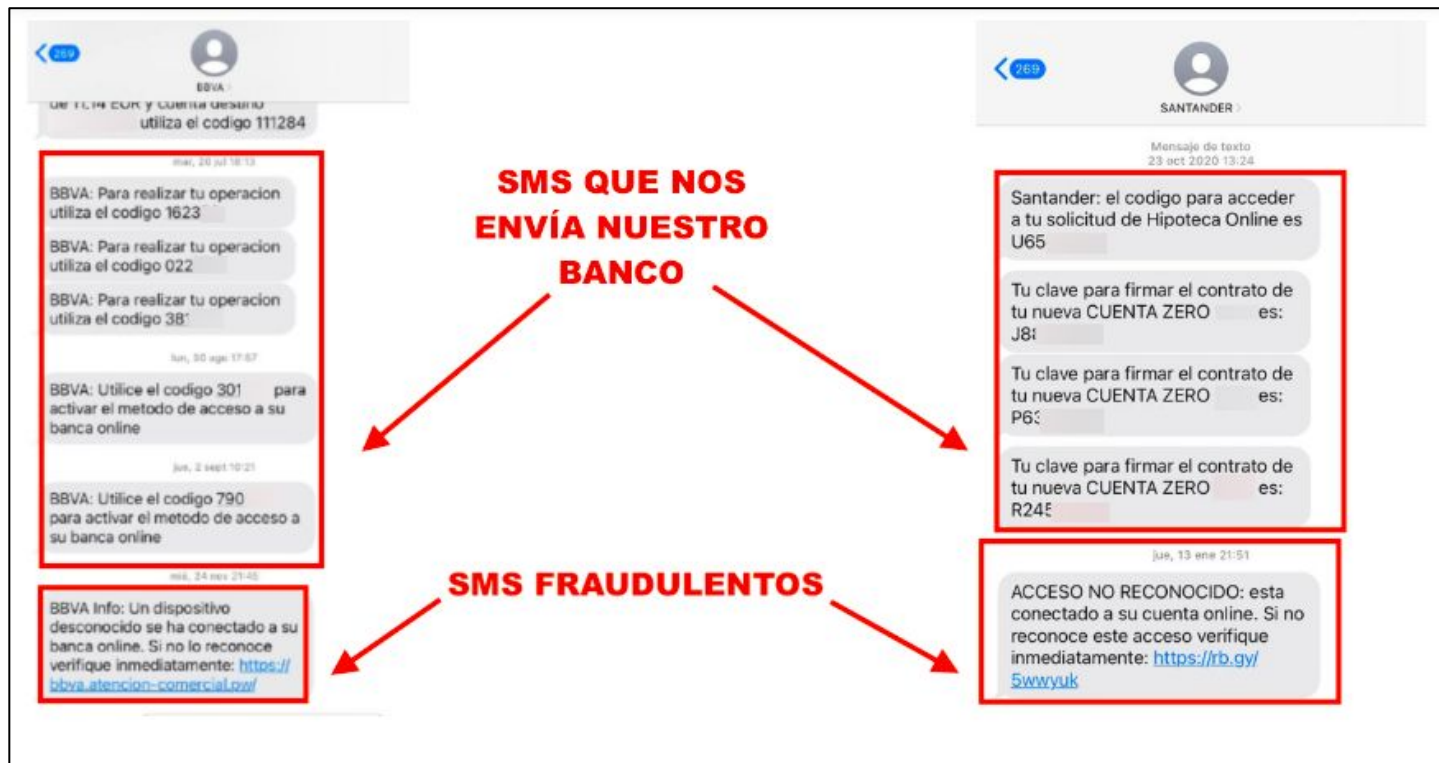 269
BBVA
de 11,14 EUR y cuenta destino
utiliza el codigo 111284
mar, 20 jul 18:13
BBVA: Para realizar tu operacion
utiliza el codigo 1623
BBVA: Para realizar tu operacion
utiliza el codigo 022
BBVA: Para realizar tu operacion
utiliza el codigo 38
lun, 30 ago 17:57
BBVA: Utilice el codigo 301 para
activar el metodo de acceso a su
banca online
jue, 2 sept 10:21
BBVA: Utilice el codigo 790
para activar el metodo de acceso a
su banca online
mié, 24 nov 21:45
BBVA Info: Un dispositivo
desconocido se ha conectado a su
banca online. Si no lo reconoce
verifique inmediatamente: https://
bbva.atencion-comercial.pw/
SMS QUE NOS
ENVÍA NUESTRO
BANCO
SMS FRAUDULENTOS
269
SANTANDER
Mensaje de texto
23 oct 2020 13:24
Santander: el codigo para acceder
a tu solicitud de Hipoteca Online es
U65
Tu clave para firmar el contrato de
tu nueva CUENTA ZERO es:
J8
Tu clave para firmar el contrato de
tu nueva CUENTA ZERO es:
P63
Tu clave para firmar el contrato de
tu nueva CUENTA ZERO es:
R245
jue, 13 ene 21:51
ACCESO NO RECONOCIDO: esta
conectado a su cuenta online. Si no
reconoce este acceso verifique
inmediatamente: https://rb.gy/
5wwyuk